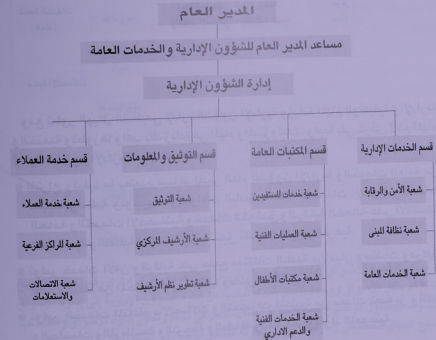 المدير العام
مساعد المدير العام للشؤون الإدارية والخدمات العامة
إدارة الشؤون الإدارية
قسم الخدمات الإدارية
شعبة الأمن والرقابة
شعبة نظافة المبنى
شعبة الخدمات العامة
قسم المكتبات العامة
شعبة خدمات المستفيدين
شعبة العمليات الفنية
شعبة مكتبات الأطفال
شعبة الخدمات الفنية
والدعم الاداري
قسم التوثيق والمعلومات
شعبة التوثيق
شعبة الأرشيف المركزي
شعبة تطوير نظم الأرشيف
قسم خدمة العملاء
شعبة خدمة العملاء
شعبة المراكز الفرعية
شعبة الاتصالات
والاستعلامات